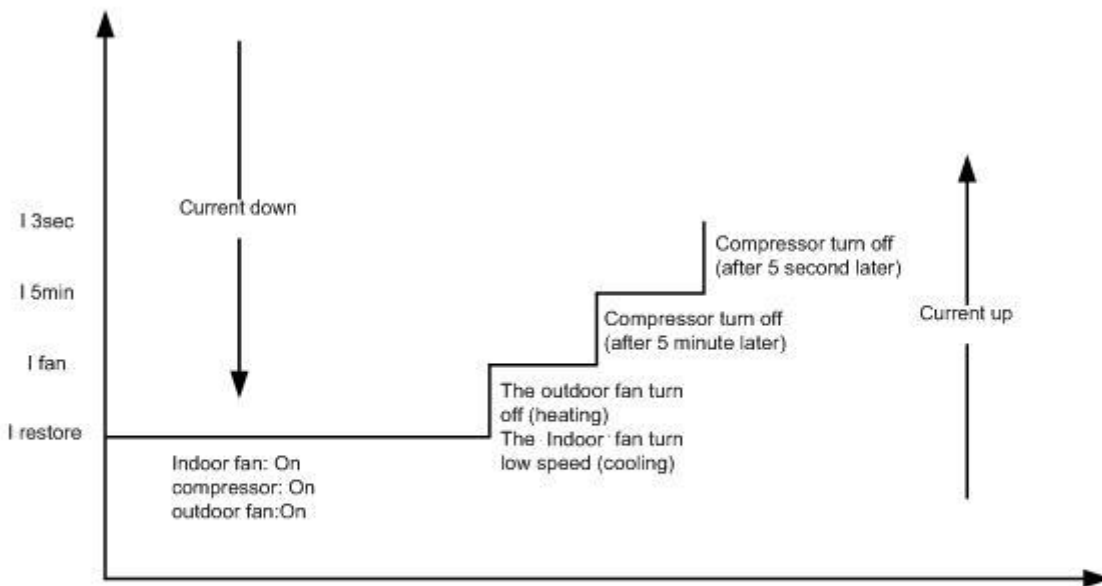 Current down
I 3sec
Compressor turn off
(after 5 second later)
I 5min
Current up
Compressor turn off
(after 5 minute later)
I fan
The outdoor fan turn
off (heating)
The Indoor fan turn
low speed (cooling)
I restore
Indoor fan: On
compressor: On
outdoor fan:On